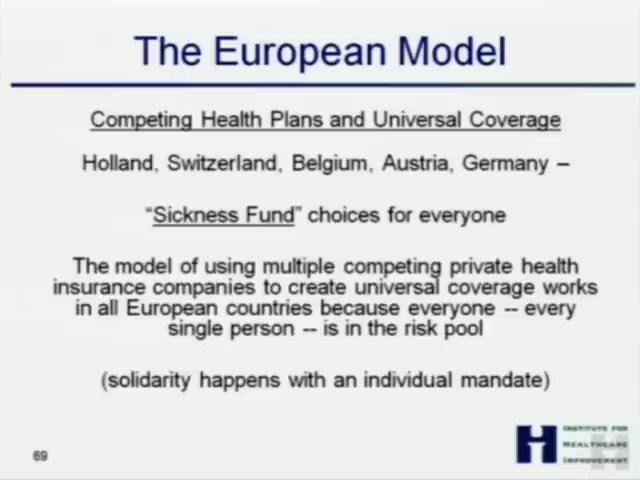 The European Model
Competing Health Plans and Universal Coverage
Holland, Switzerland, Belgium, Austria, Germany –
“Sickness Fund” choices for everyone
The model of using multiple competing private health
insurance companies to create universal coverage works
in all European countries because everyone -- every
single person -- is in the risk pool
(solidarity happens with an individual mandate)
INSTITUTE FOR
HEALTHCARE
IMPROVEMENT
69